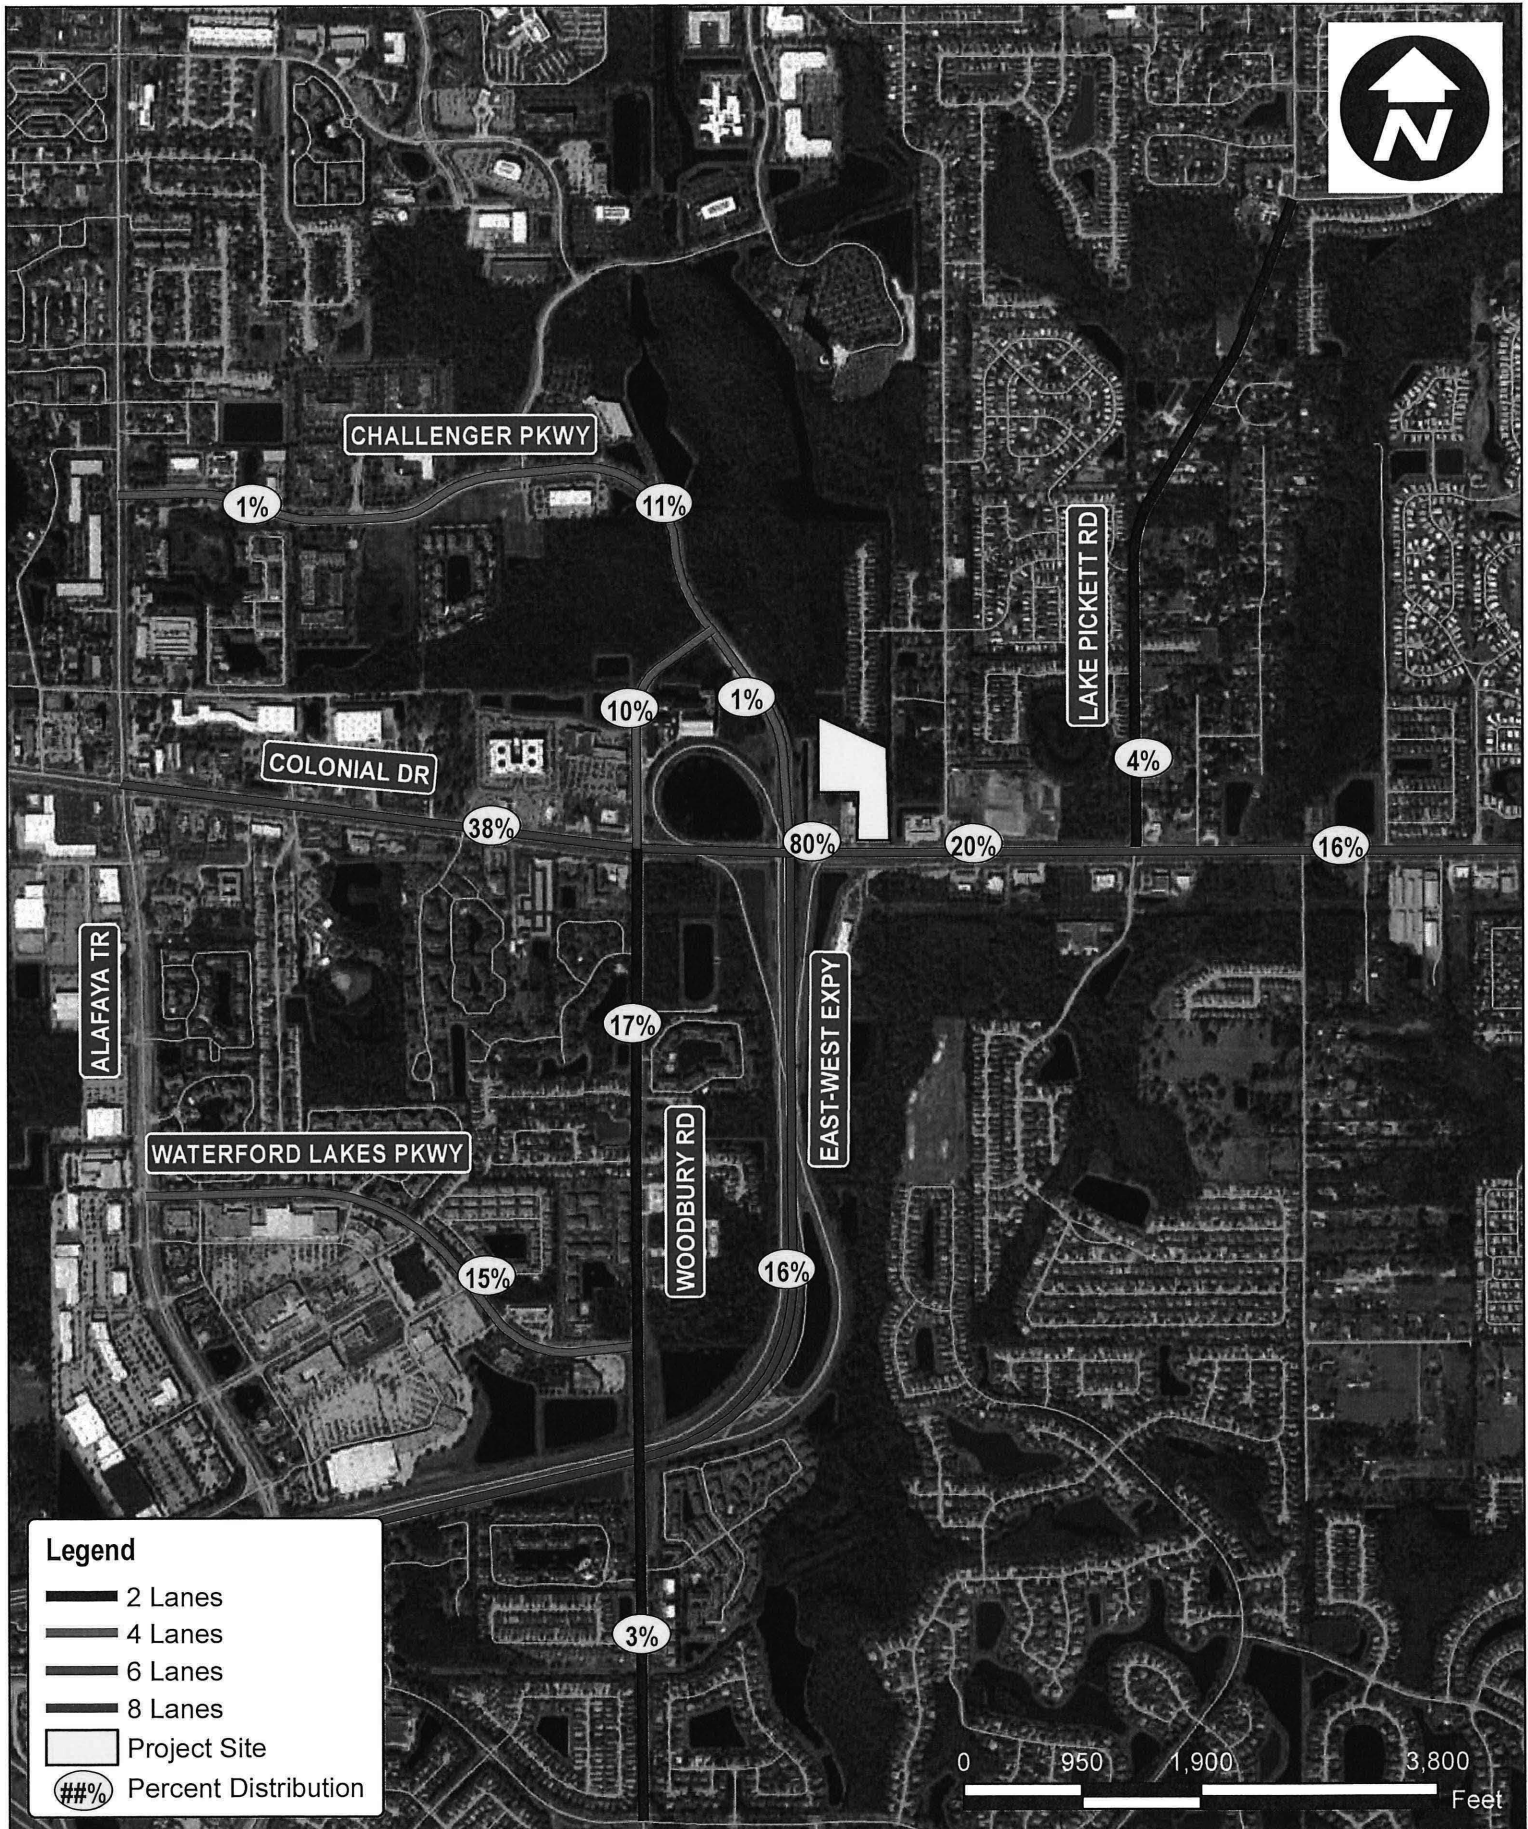 N
CHALLENGER PKWY
1%
11%
LAKE PICKETT RD
10%
1%
4%
COLONIAL DR
38%
80%
20%
16%
ALAFAYA TR
17%
EAST-WEST EXPY
WATERFORD LAKES PKWY
WOODBURY RD
15%
16%
3%
Legend
2 Lanes
4 Lanes
6 Lanes
8 Lanes
Project Site
##% Percent Distribution
0 950 1,900 3,800
Feet